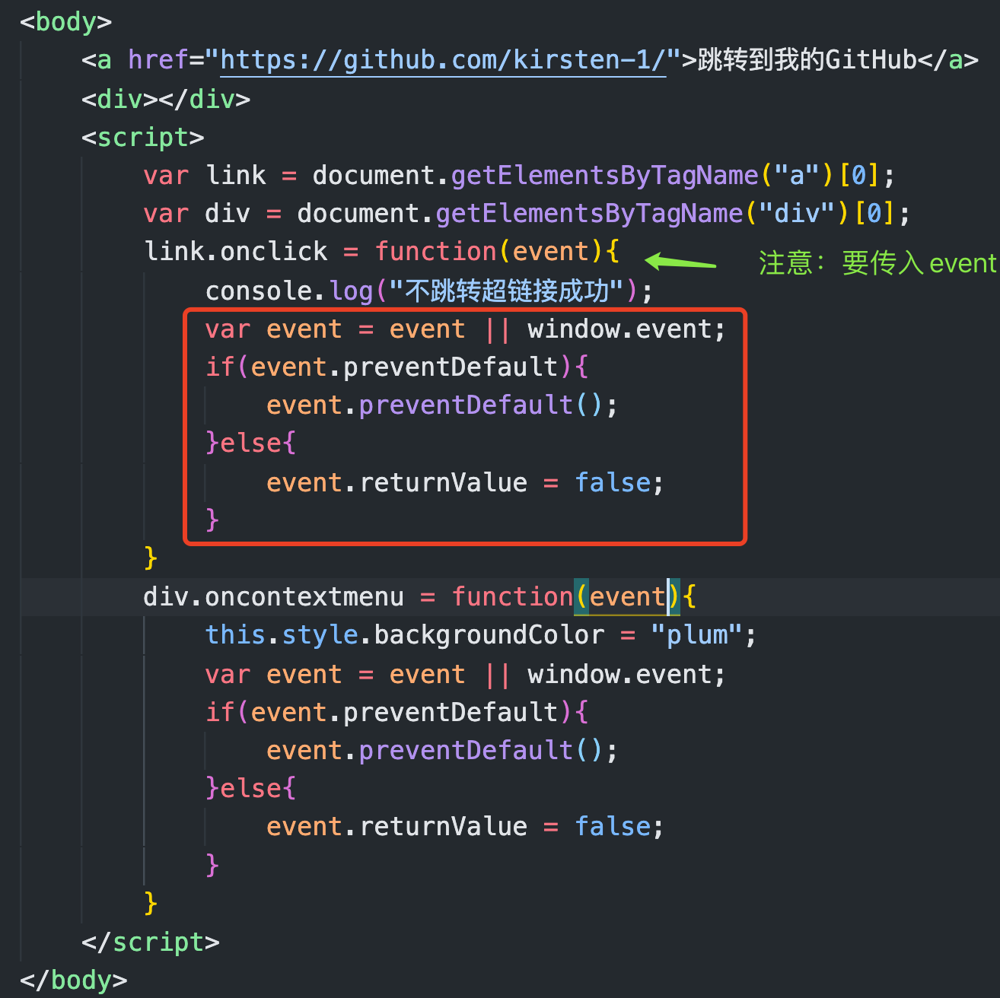 <body>
<a href="https://github.com/kirsten-1/">跳转到我的GitHub</a>
<div></div>
<script>
var link = document.getElementsByTagName("a")[0];
var div = document.getElementsByTagName("div")[0];
link.onclick = function(event){
注意：要传入 event
console.log("不跳转超链接成功");
var event = event || window.event;
if(event.preventDefault){
event.preventDefault();
}else{
event.returnValue = false;
}
}
div.oncontextmenu = function(event){
this.style.backgroundColor = "plum";
var event = event || window.event;
if(event.preventDefault){
event.preventDefault();
}else{
event.returnValue = false;
}
}
</script>
</body>